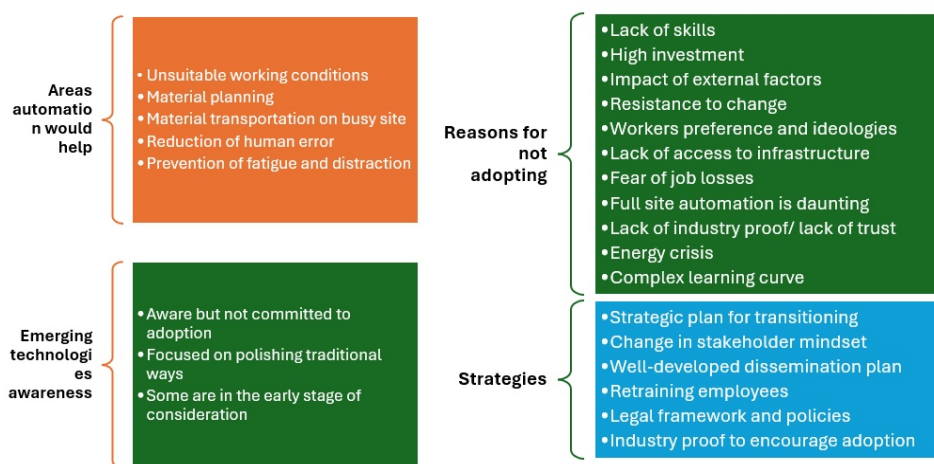 Areas
automatio
n would
help
• Unsuitable working conditions
• Material planning
• Material transportation on busy site
• Reduction of human error
• Prevention of fatigue and distraction
Emerging
technologi
es
awareness
• Aware but not committed to
adoption
• Focused on polishing traditional
ways
• Some are in the early stage of
consideration
Reasons for
not
adopting
• Lack of skills
• High investment
• Impact of external factors
• Resistance to change
• Workers preference and ideologies
• Lack of access to infrastructure
• Fear of job losses
• Full site automation is daunting
• Lack of industry proof/ lack of trust
• Energy crisis
• Complex learning curve
Strategies
• Strategic plan for transitioning
• Change in stakeholder mindset
• Well-developed dissemination plan
• Retraining employees
• Legal framework and policies
• Industry proof to encourage adoption